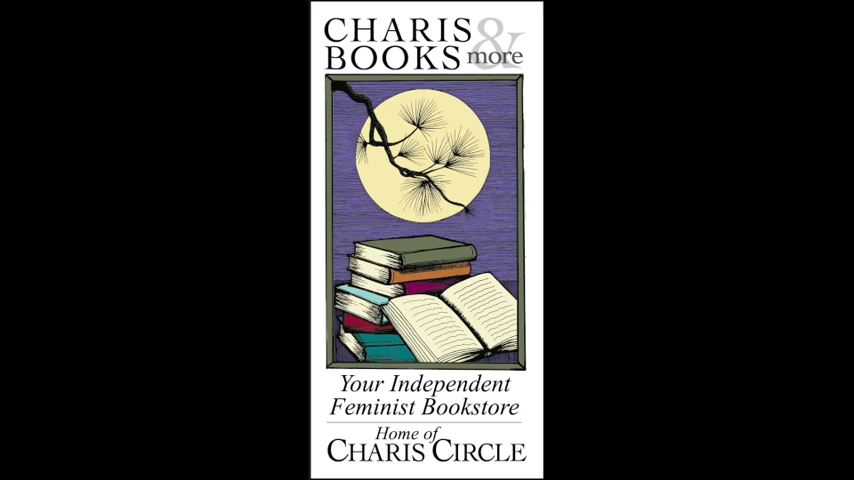 CHARIS &
BOOKS more
Your Independent
Feminist Bookstore
Home of
CHARIS CIRCLE